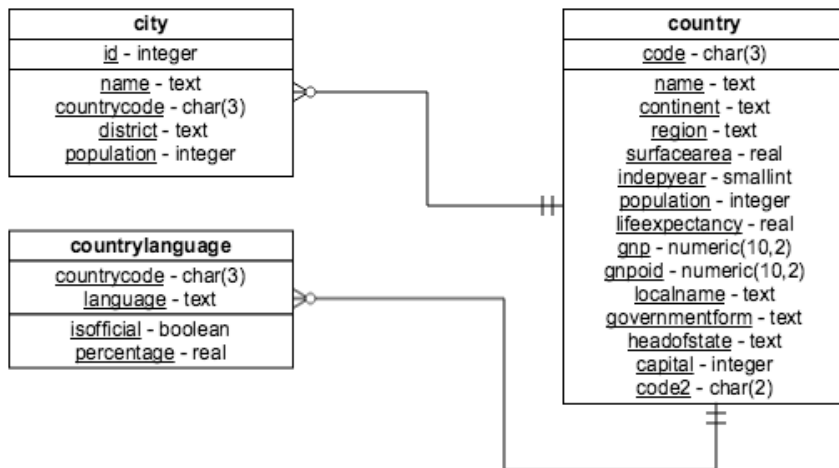 city
id - integer
name - text
countrycode - char(3)
district - text
population - integer
countrylanguage
countrycode - char(3)
language - text
isofficial - boolean
percentage - real
country
code - char(3)
name - text
continent - text
region - text
surfacearea - real
indepyear - smallint
population - integer
lifeexpectancy - real
gnp - numeric(10,2)
gnpoid - numeric(10,2)
localname - text
governmentform - text
headofstate - text
capital - integer
code2 - char(2)